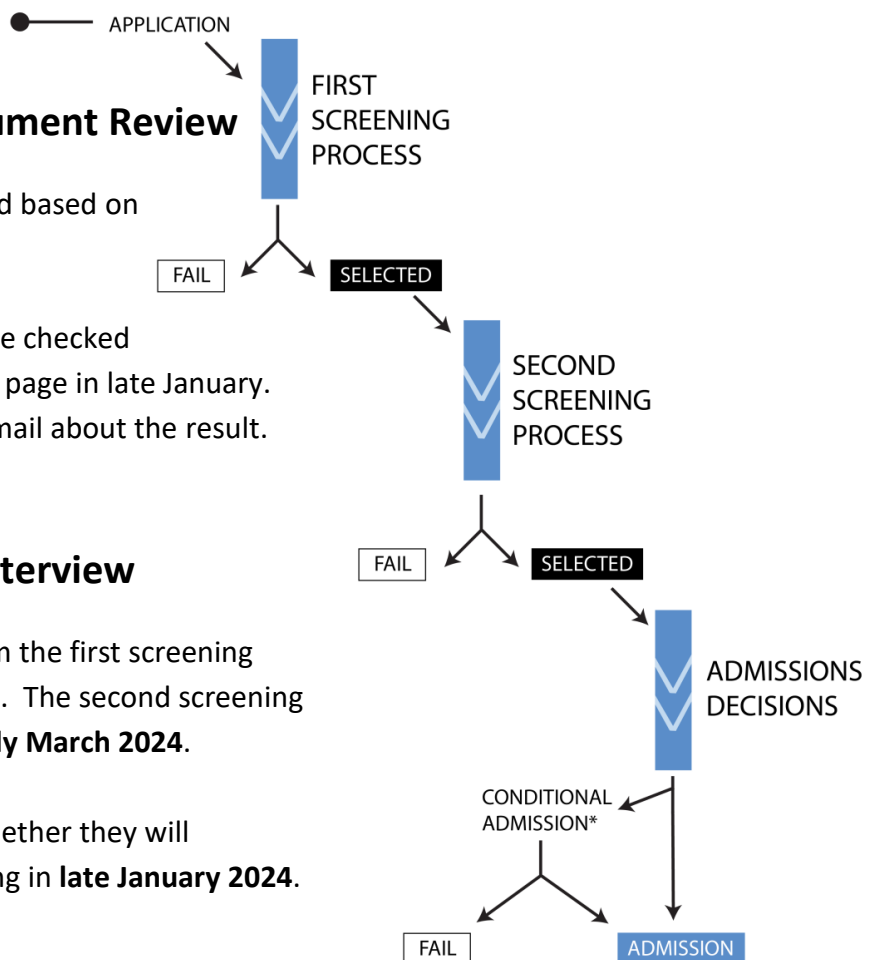 APPLICATION
FIRST
SCREENING
PROCESS
Review
d based on
FAIL
SELECTED
e checked
page in late January.
mail about the result.
SECOND
SCREENING
PROCESS
FAIL
SELECTED
terview
n the first screening
. The second screening
ly March 2024.
ADMISSIONS
DECISIONS
CONDITIONAL
ADMISSION*
ether they will
ng in late January 2024.
FAIL
ADMISSION